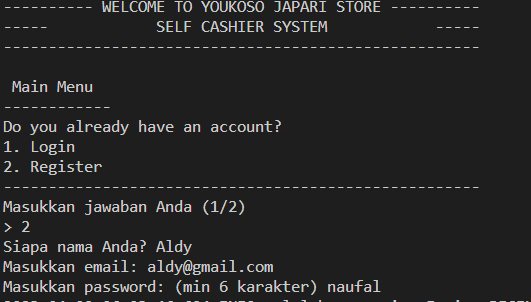 ---------- WELCOME TO YOUKOSO JAPARI STORE ----------
-----            SELF CASHIER SYSTEM            -----
-----------------------------------------------------
Main Menu
------------
Do you already have an account?
1. Login
2. Register
-----------------------------------------------------
Masukkan jawaban Anda (1/2)
> 2
Siapa nama Anda? Aldy
Masukkan email: aldy@gmail.com
Masukkan password: (min 6 karakter) naufal